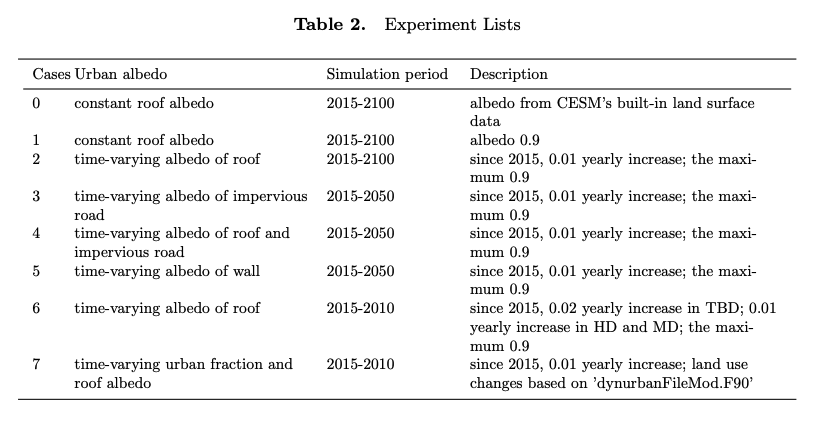 Table 2. Experiment Lists
Cases Urban albedo Simulation period Description
0 constant roof albedo 2015-2100 albedo from CESM's built-in land surface
data
1 constant roof albedo 2015-2100 albedo 0.9
2 time-varying albedo of roof 2015-2100 since 2015, 0.01 yearly increase; the maxi-
mum 0.9
3 time-varying albedo of impervious 2015-2050 since 2015, 0.01 yearly increase; the maxi-
road mum 0.9
4 time-varying albedo of roof and 2015-2050 since 2015, 0.01 yearly increase; the maxi-
impervious road mum 0.9
5 time-varying albedo of wall 2015-2050 since 2015, 0.01 yearly increase; the maxi-
mum 0.9
6 time-varying albedo of roof 2015-2010 since 2015, 0.02 yearly increase in TBD; 0.01
yearly increase in HD and MD; the maxi-
mum 0.9
7 time-varying urban fraction and 2015-2010 since 2015, 0.01 yearly increase; land use
roof albedo changes based on 'dynurbanFileMod.F90'